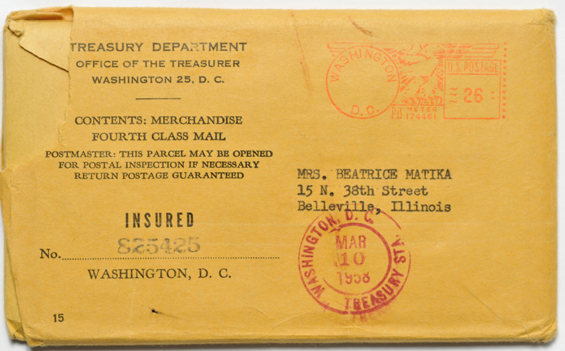 TREASURY DEPARTMENT
OFFICE OF THE TREASURER
WASHINGTON 25, D. C.
CONTENTS: MERCHANDISE
FOURTH CLASS MAIL
POSTMASTER: THIS PARCEL MAY BE OPENED
FOR POSTAL INSPECTION IF NECESSARY
RETURN POSTAGE GUARANTEED
INSURED
No. 825425
WASHINGTON, D. C.
15
WASHINGTON
D. C.
U.S. POSTAGE
26
P.B. METER
174461
MRS. BEATRICE MATIKA
15 N. 38th Street
Belleville, Illinois
WASHINGTON, D. C.
MAR
10
1958
TREASURY STA.